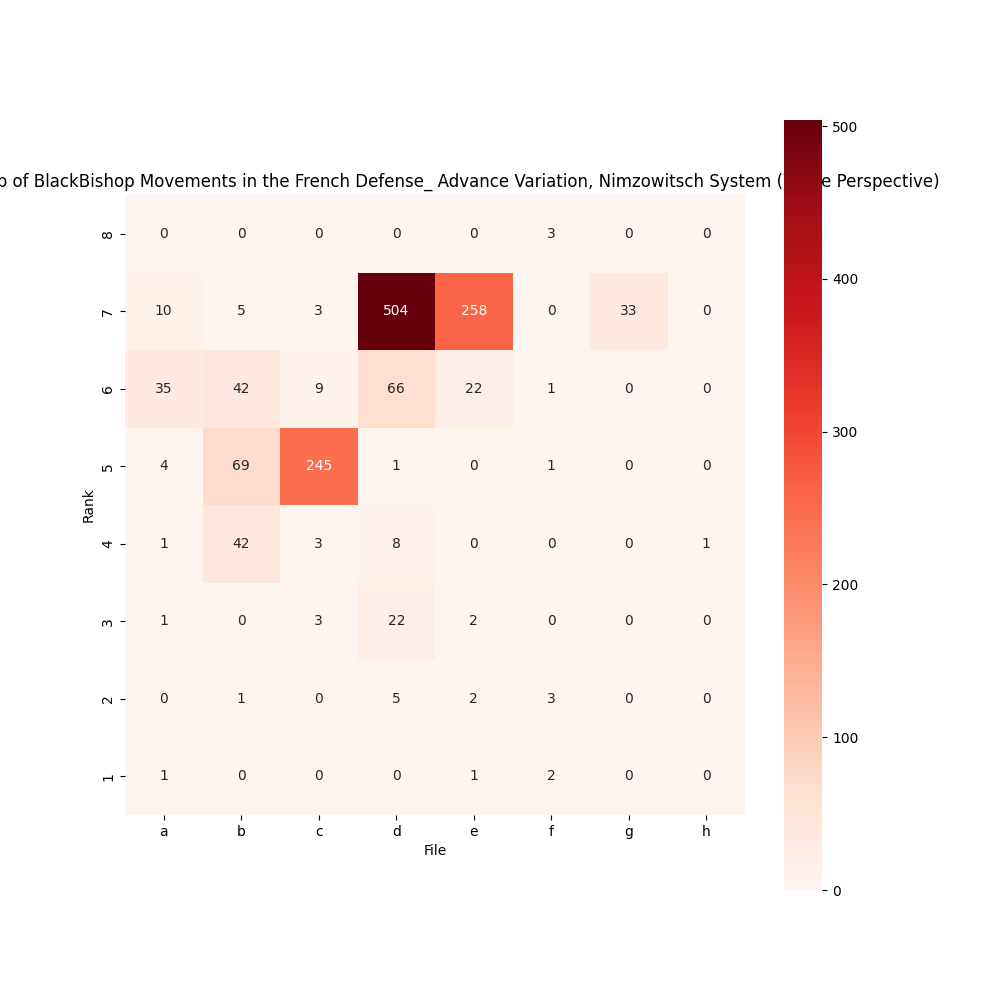 500
of BlackBishop Movements in the French Defense_ Advance Variation, Nimzowitsch System ( Perspective)
8 0 0 0 0 0 3 0 0
7 10 5 3 504 258 0 33 0
400
6 35 42 9 66 22 1 0 0
5 4 69 245 1 0 1 0 0
300
Rank
4 1 42 3 8 0 0 0 1
200
3 1 0 3 22 2 0 0 0
2 0 1 0 5 2 3 0 0
100
1 1 0 0 0 1 2 0 0
a b c d e f g h
File
0